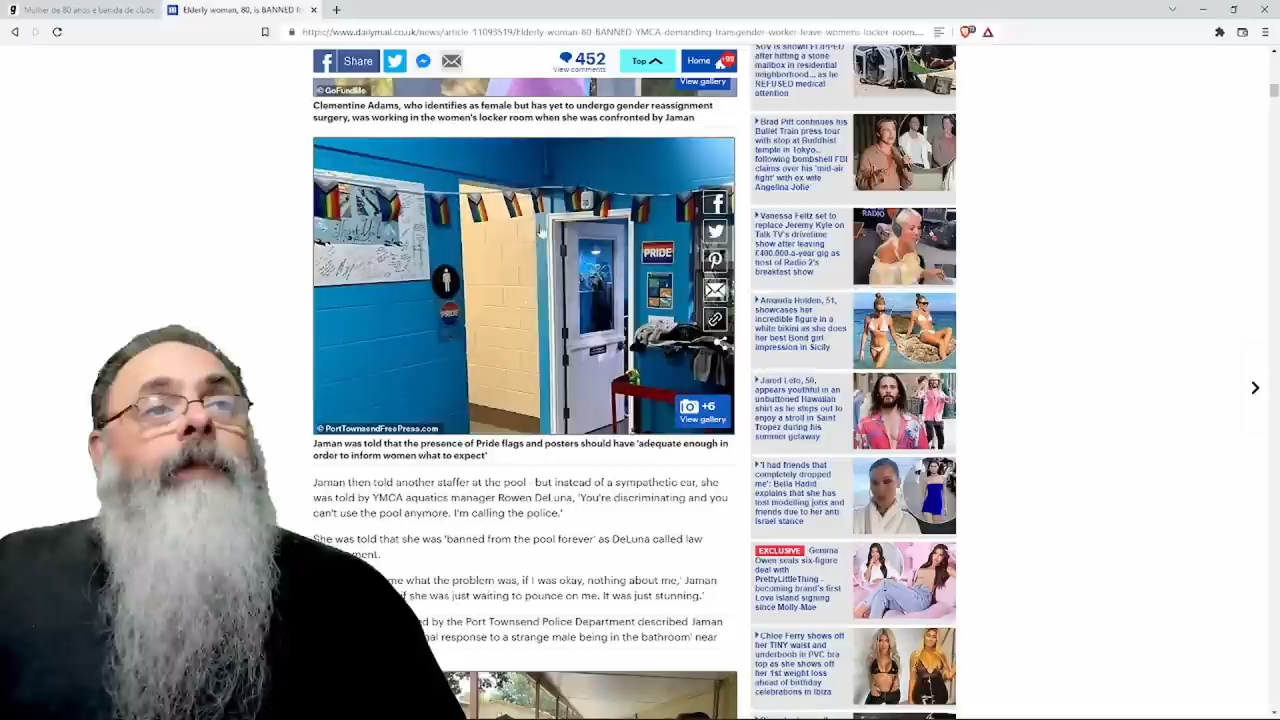 Mulher de 80 anos é banida de clube
Elderly woman, 80, is BANNED f
https://www.dailymail.co.uk/news/article-11093519/Elderly-woman-80-BANNED-YMCA-demanding-transgender-worker-leave-womens-locker-room....
Share
452
view comments
Top
Home
+99
© GoFundMe
View gallery
Clementine Adams, who identifies as female but has yet to undergo gender reassignment
surgery, was working in the women's locker room when she was confronted by Jaman
PRIDE
PRIDE
+6
View gallery
© PortTownsendFreePress.com
Jaman was told that the presence of Pride flags and posters should have 'adequate enough in
order to inform women what to expect'
Jaman then told another staffer at the pool - but instead of a sympathetic ear, she
was told by YMCA aquatics manager Rowen DeLuna, 'You're discriminating and you
can't use the pool anymore. I'm calling the police.'
She was told that she was 'banned from the pool forever' as DeLuna called law
ment.
me what the problem was, if I was okay, nothing about me,' Jaman
if she was just waiting to pounce on me. It was just stunning.'
ed by the Port Townsend Police Department described Jaman
nal response to a strange male being in the bathroom' near
SUV is shown FLIPPED
after hitting a stone
mailbox in residential
neighborhood... as he
REFUSED medical
attention
Brad Pitt continues his
Bullet Train press tour
with stop at Buddhist
temple in Tokyo...
following bombshell FBI
claims over his 'mid-air
fight' with ex wife
Angelina Jolie
Vanessa Feltz set to
replace Jeremy Kyle on
Talk TV's drivetime
show after leaving
£400,000-a-year gig as
host of Radio 2's
breakfast show
RADIO
Amanda Holden, 51,
showcases her
incredible figure in a
white bikini as she does
her best Bond girl
impression in Sicily
Jared Leto, 50,
appears youthful in an
unbuttoned Hawaiian
shirt as he steps out to
enjoy a stroll in Saint
Tropez during his
summer getaway
'I had friends that
completely dropped
me': Bella Hadid
explains that she has
lost modelling jobs and
friends due to her anti
Israel stance
EXCLUSIVE Gemma
Owen seals six-figure
deal with
PrettyLittleThing -
becoming brand's first
Love Island signing
since Molly-Mae
Chloe Ferry shows off
her TINY waist and
underboob in PVC bra
top as she shows off
her 1st weight loss
ahead of birthday
celebrations in Ibiza